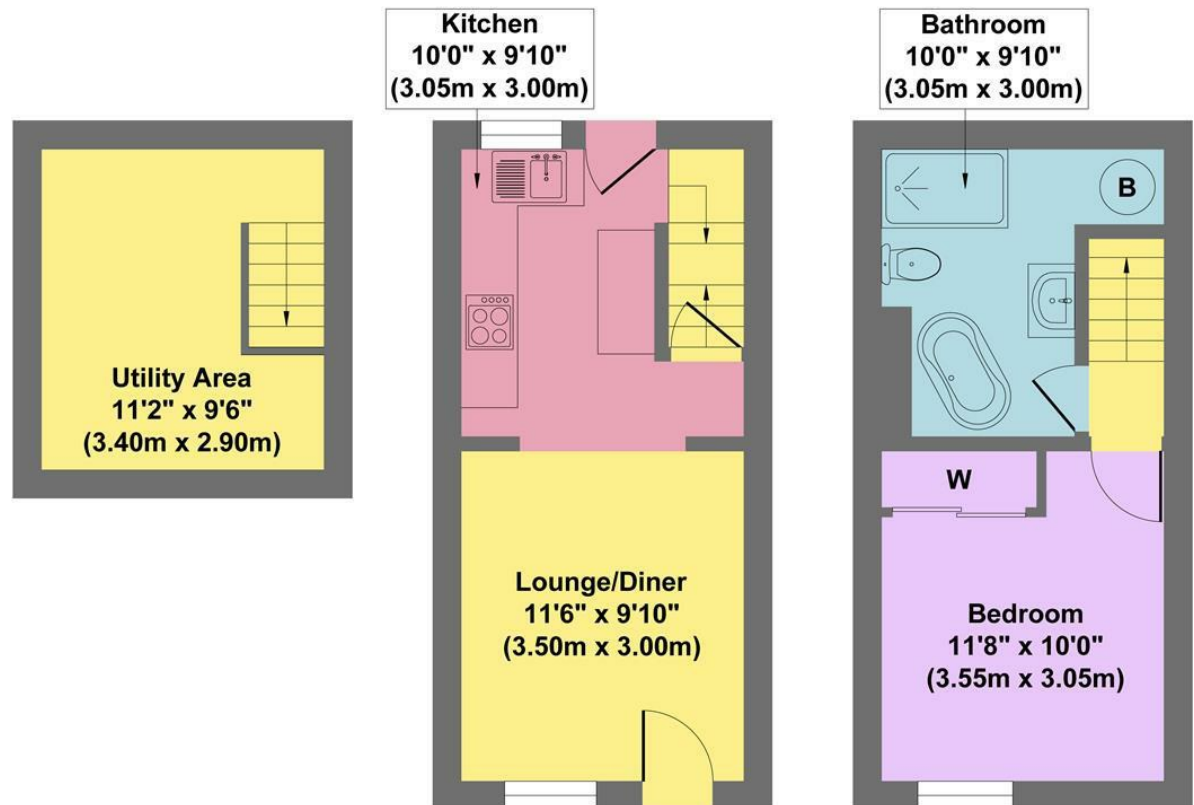 Kitchen
10'0" x 9'10"
(3.05m x 3.00m)
Bathroom
10'0" x 9'10"
(3.05m x 3.00m)
B
Utility Area
11'2" x 9'6"
(3.40m x 2.90m)
W
Lounge/Diner
11'6" x 9'10"
(3.50m x 3.00m)
Bedroom
11'8" x 10'0"
(3.55m x 3.05m)